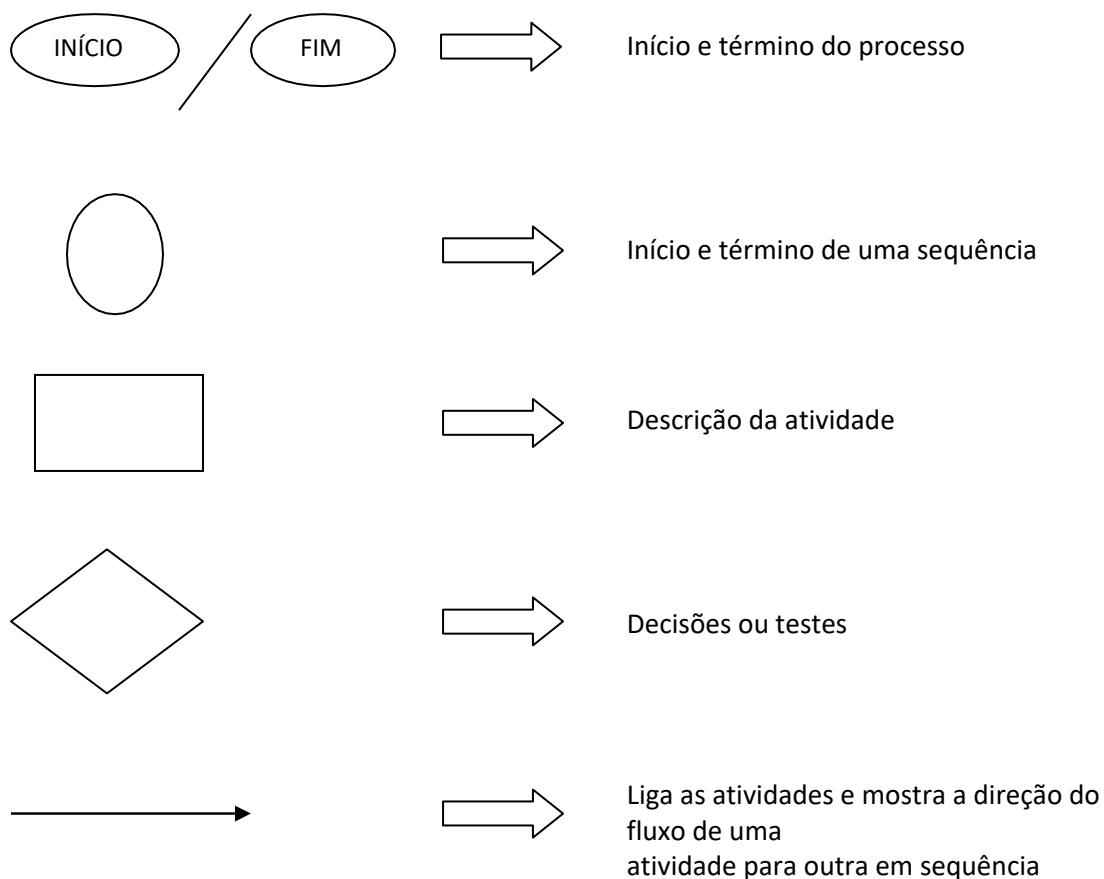 INÍCIO
FIM
Início e término do processo
Início e término de uma sequência
Descrição da atividade
Decisões ou testes
Liga as atividades e mostra a direção do
fluxo de uma
atividade para outra em sequência